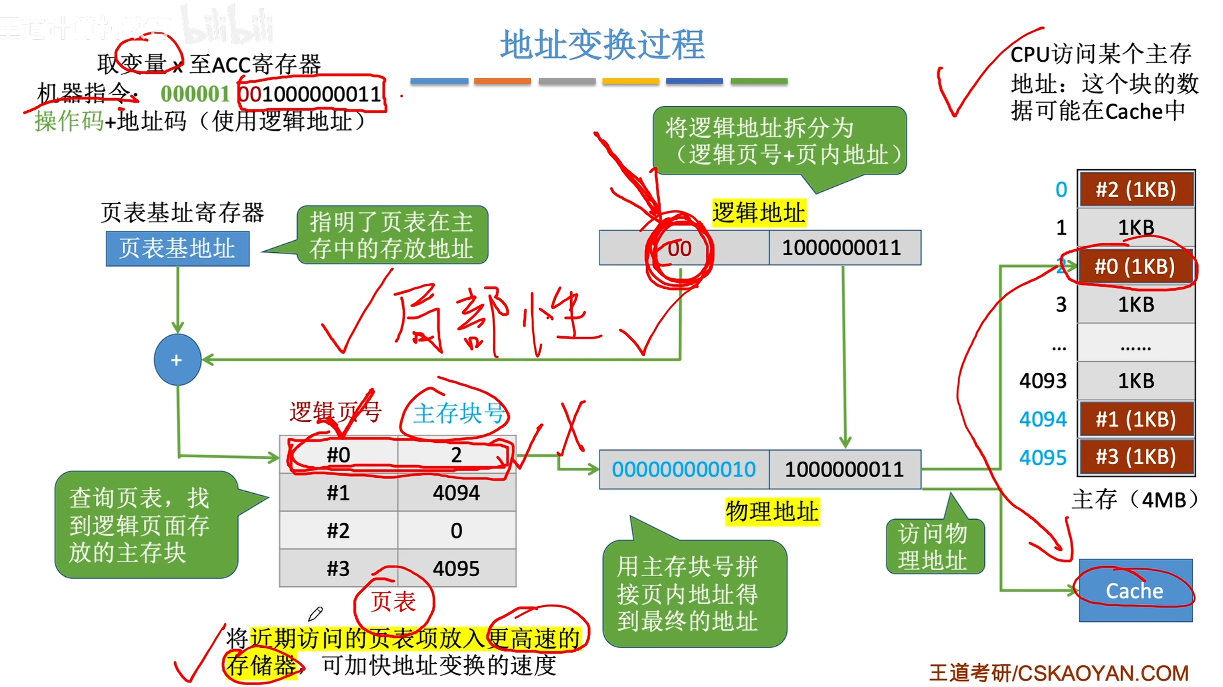 王道计算机教育
bilibili
地址变换过程
取变量 x 至ACC寄存器
机器指令： 000001 001000000011
操作码+地址码（使用逻辑地址）
CPU访问某个主存
地址：这个块的数
据可能在Cache中
将逻辑地址拆分为
（逻辑页号+页内地址）
逻辑地址
00 1000000011
页表基址寄存器
页表基地址
指明了页表在主
存中的存放地址
+
局部性
逻辑页号 主存块号
#0 2
#1 4094
#2 0
#3 4095
页表
查询页表，找
到逻辑页面存
放的主存块
X
000000000010 1000000011
物理地址
用主存块号拼
接页内地址得
到最终的地址
访问物
理地址
0 #2 (1KB)
1 1KB
2 #0 (1KB)
3 1KB
... ……
4093 1KB
4094 #1 (1KB)
4095 #3 (1KB)
主存（4MB）
Cache
将近期访问的页表项放入更高速的
存储器，可加快地址变换的速度
王道考研/CSKAOYAN.COM